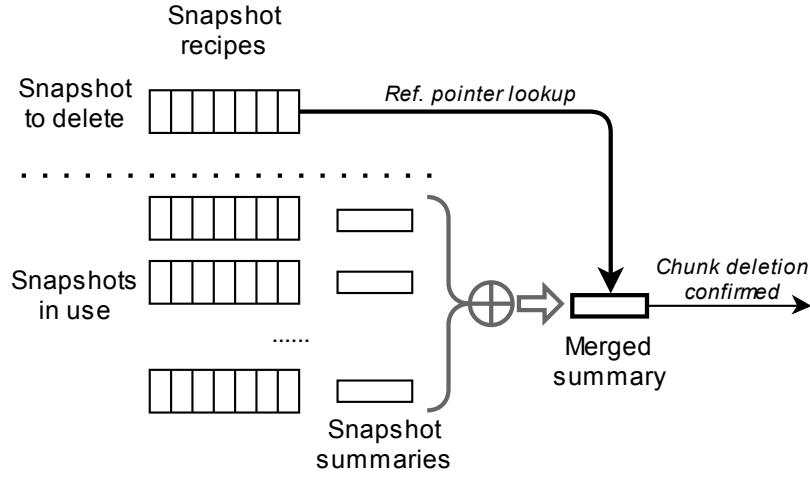 Snapshot
recipes
Snapshot
to delete
Ref. pointer lookup
Snapshots
in use
......
Chunk deletion
confirmed
Merged
summary
Snapshot
summaries